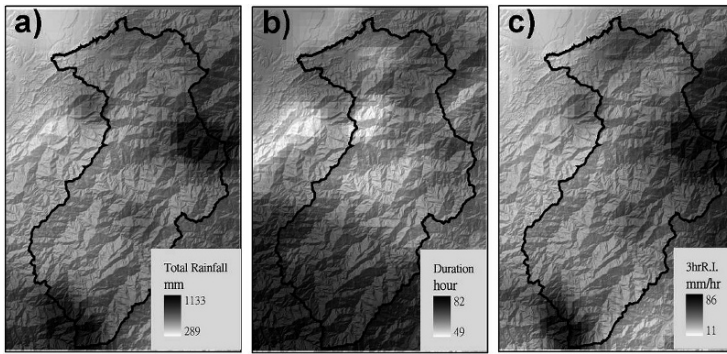 a)
Total Rainfall
mm
1133
289
b)
Duration
hour
82
49
c)
3hrR.I.
mm/hr
86
11